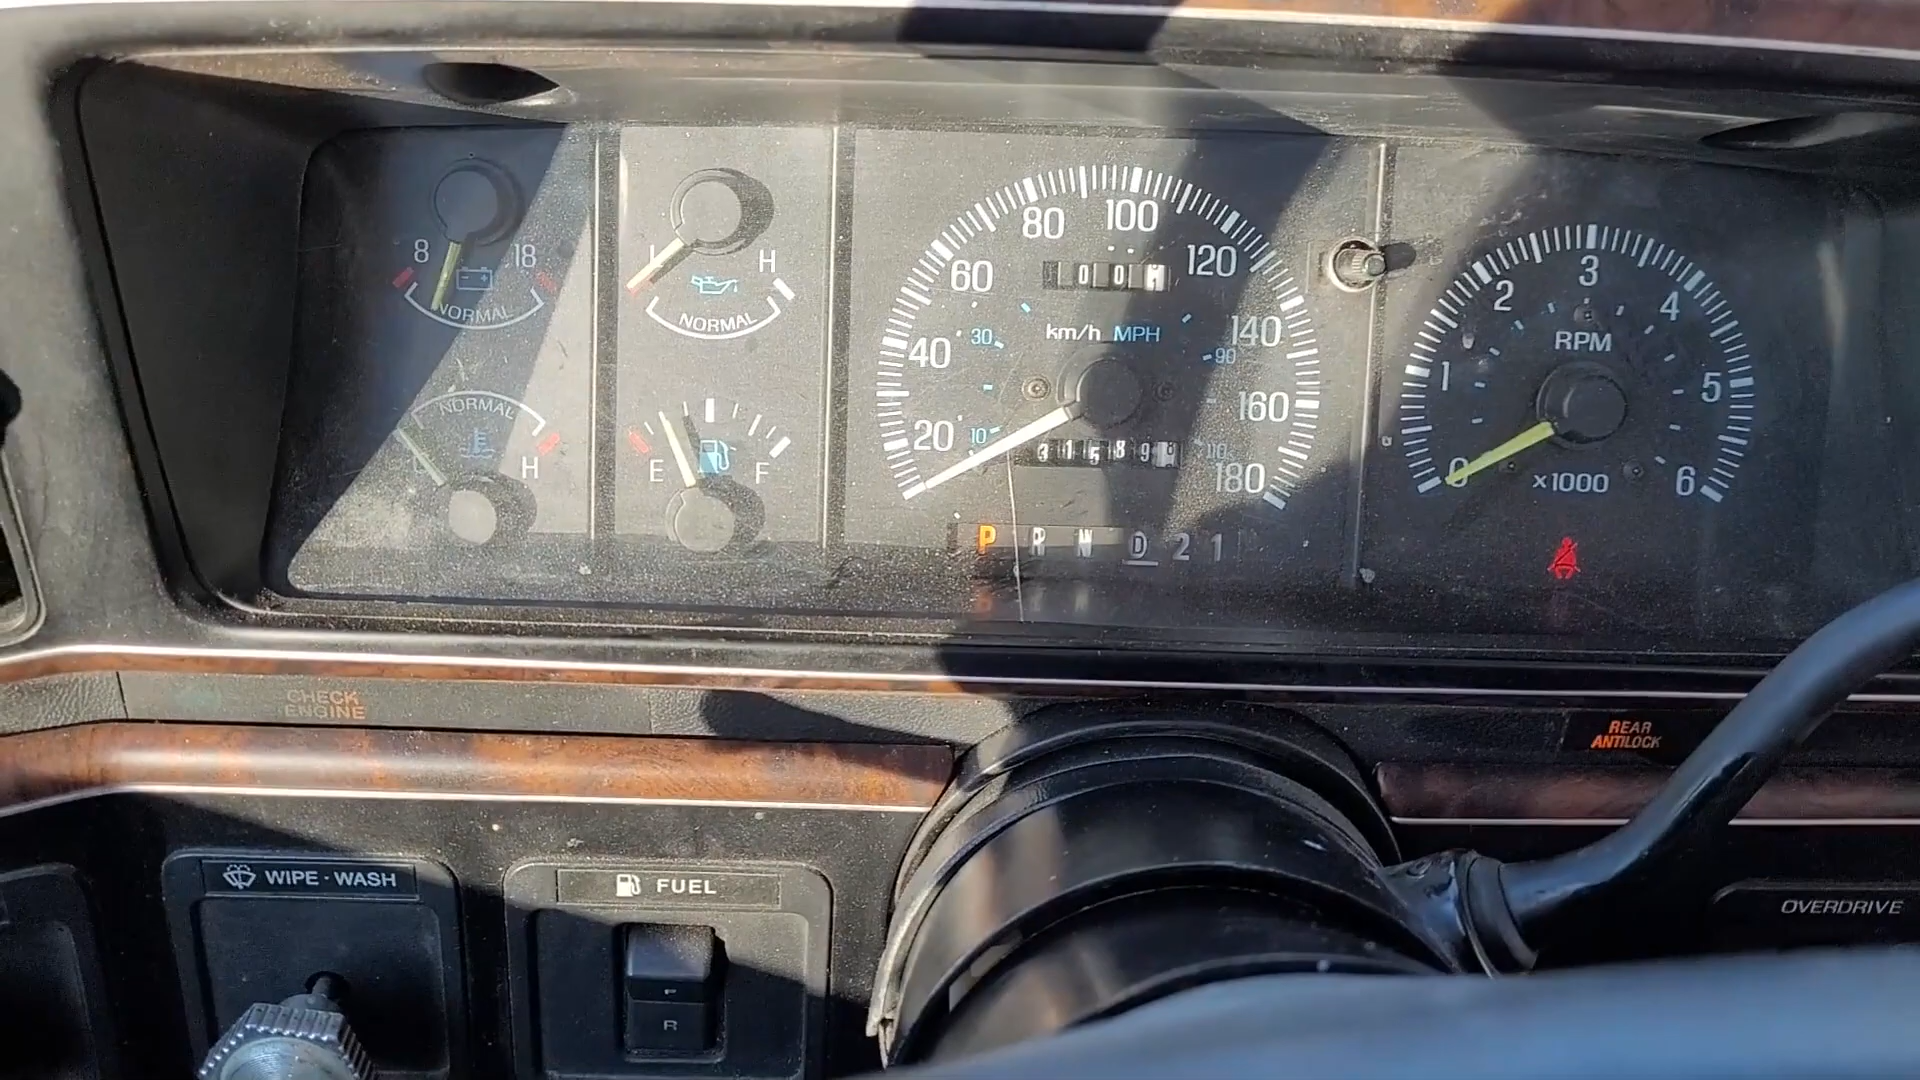 8 18
NORMAL
L H
NORMAL
NORMAL
C H
E F
20 40 60 80 100 120 140 160 180
km/h MPH
10 30 90 110
P R N D 2 1
0 1 2 3 4 5 6
RPM
x1000
CHECK
ENGINE
REAR
ANTILOCK
WIPE·WASH
FUEL
R
OVERDRIVE